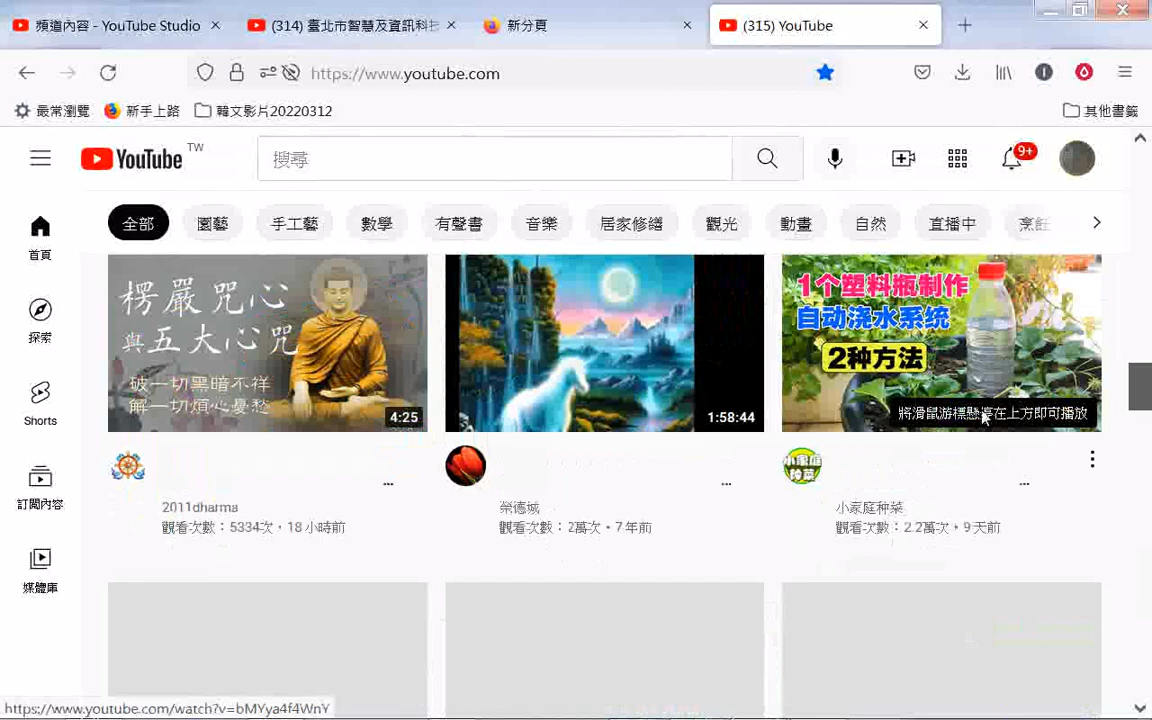 頻道內容 - YouTube Studio
(314) 臺北市智慧及資訊科技
新分頁
(315) YouTube
https://www.youtube.com
最常瀏覽
新手上路
韓文影片20220312
其他書籤
YouTube TW
搜尋
9+
全部
園藝
手工藝
數學
有聲書
音樂
居家修繕
觀光
動畫
自然
直播中
烹飪
首頁
探索
Shorts
訂閱內容
媒體庫
楞嚴咒心
與五大心咒
破一切黑暗不祥
解一切煩心憂愁
4:25
1:58:44
1个塑料瓶制作
自动浇水系统
2种方法
將滑鼠游標懸停在上方即可播放
...
...
小家庭种菜
...
2011dharma
觀看次數：5334次・18 小時前
榮德城
觀看次數：2萬次・7 年前
小家庭种菜
觀看次數：2.2萬次・9天前
https://www.youtube.com/watch?v=bMYya4f4WnY